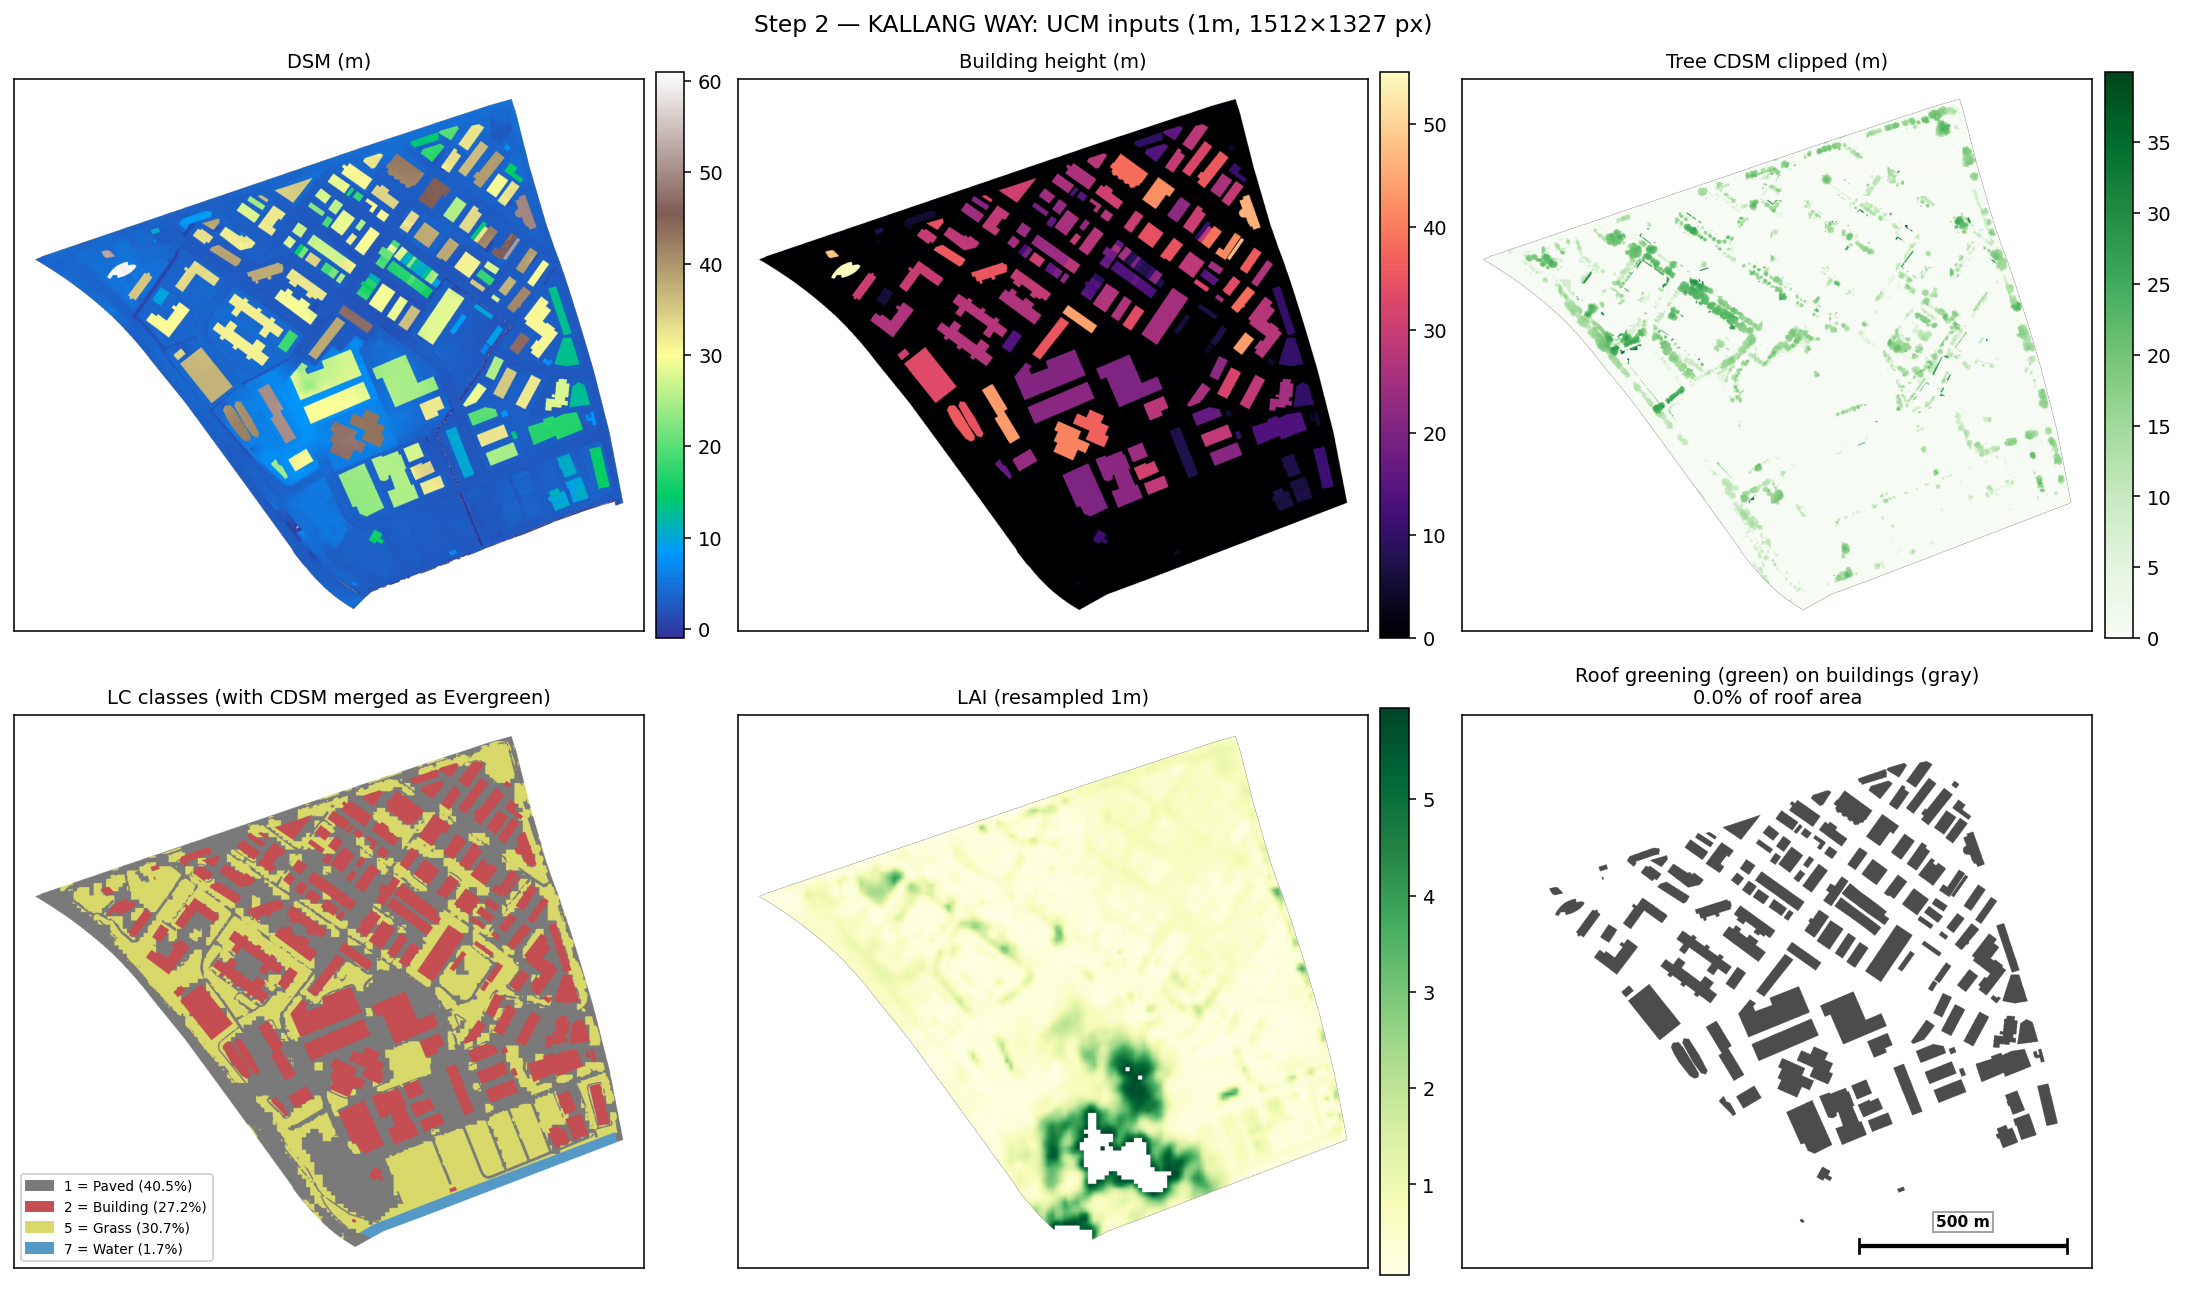 Step 2 — KALLANG WAY: UCM inputs (1m, 1512×1327 px)
DSM (m)
60
50
40
30
20
10
0
Building height (m)
50
40
30
20
10
0
Tree CDSM clipped (m)
35
30
25
20
15
10
5
0
LC classes (with CDSM merged as Evergreen)
1 = Paved (40.5%)
2 = Building (27.2%)
5 = Grass (30.7%)
7 = Water (1.7%)
LAI (resampled 1m)
5
4
3
2
1
Roof greening (green) on buildings (gray)
0.0% of roof area
500 m